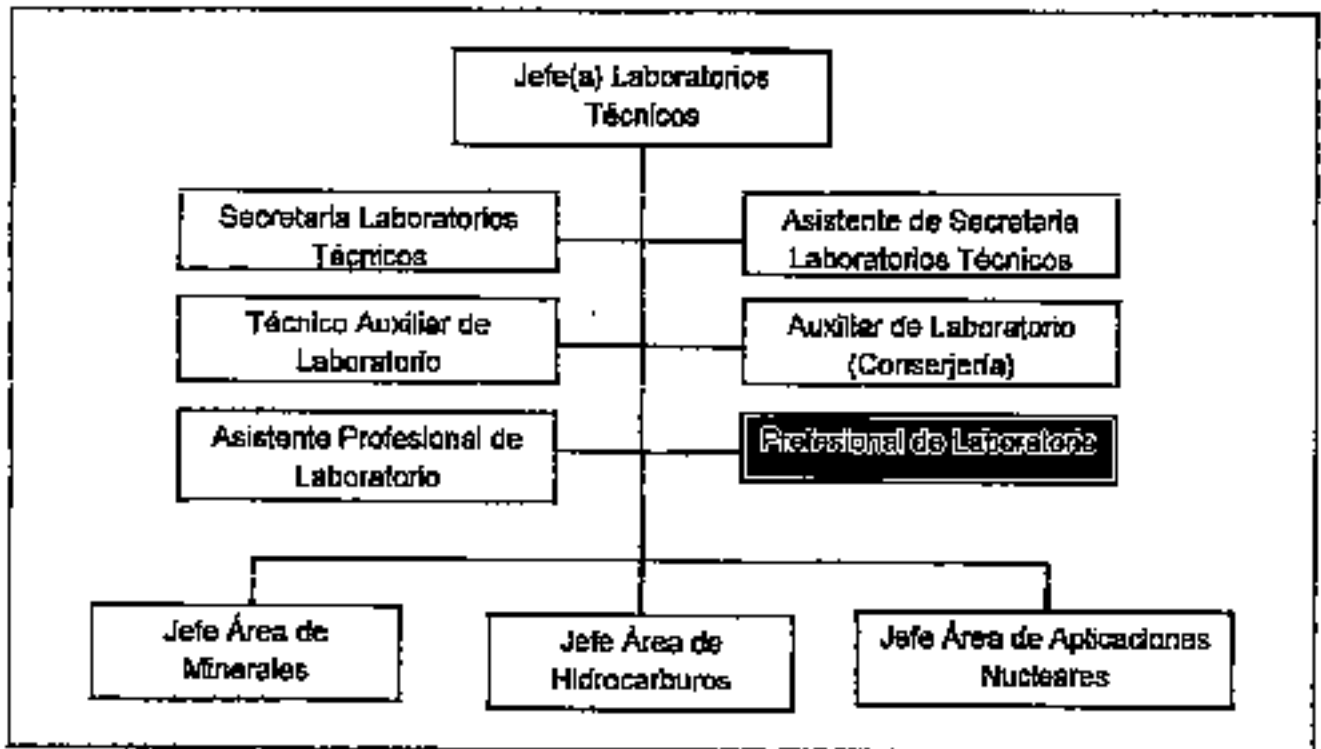 Jefe(a) Laboratorios
Técnicos
Secretaría Laboratorios
Técnicos
Asistente de Secretaria
Laboratorios Técnicos
Técnico Auxiliar de
Laboratorio
Auxiliar de Laboratorio
(Conserjería)
Asistente Profesional de
Laboratorio
Profesional de Laboratorio
Jefe Área de
Minerales
Jefe Área de
Hidrocarburos
Jefe Área de Aplicaciones
Nucleares